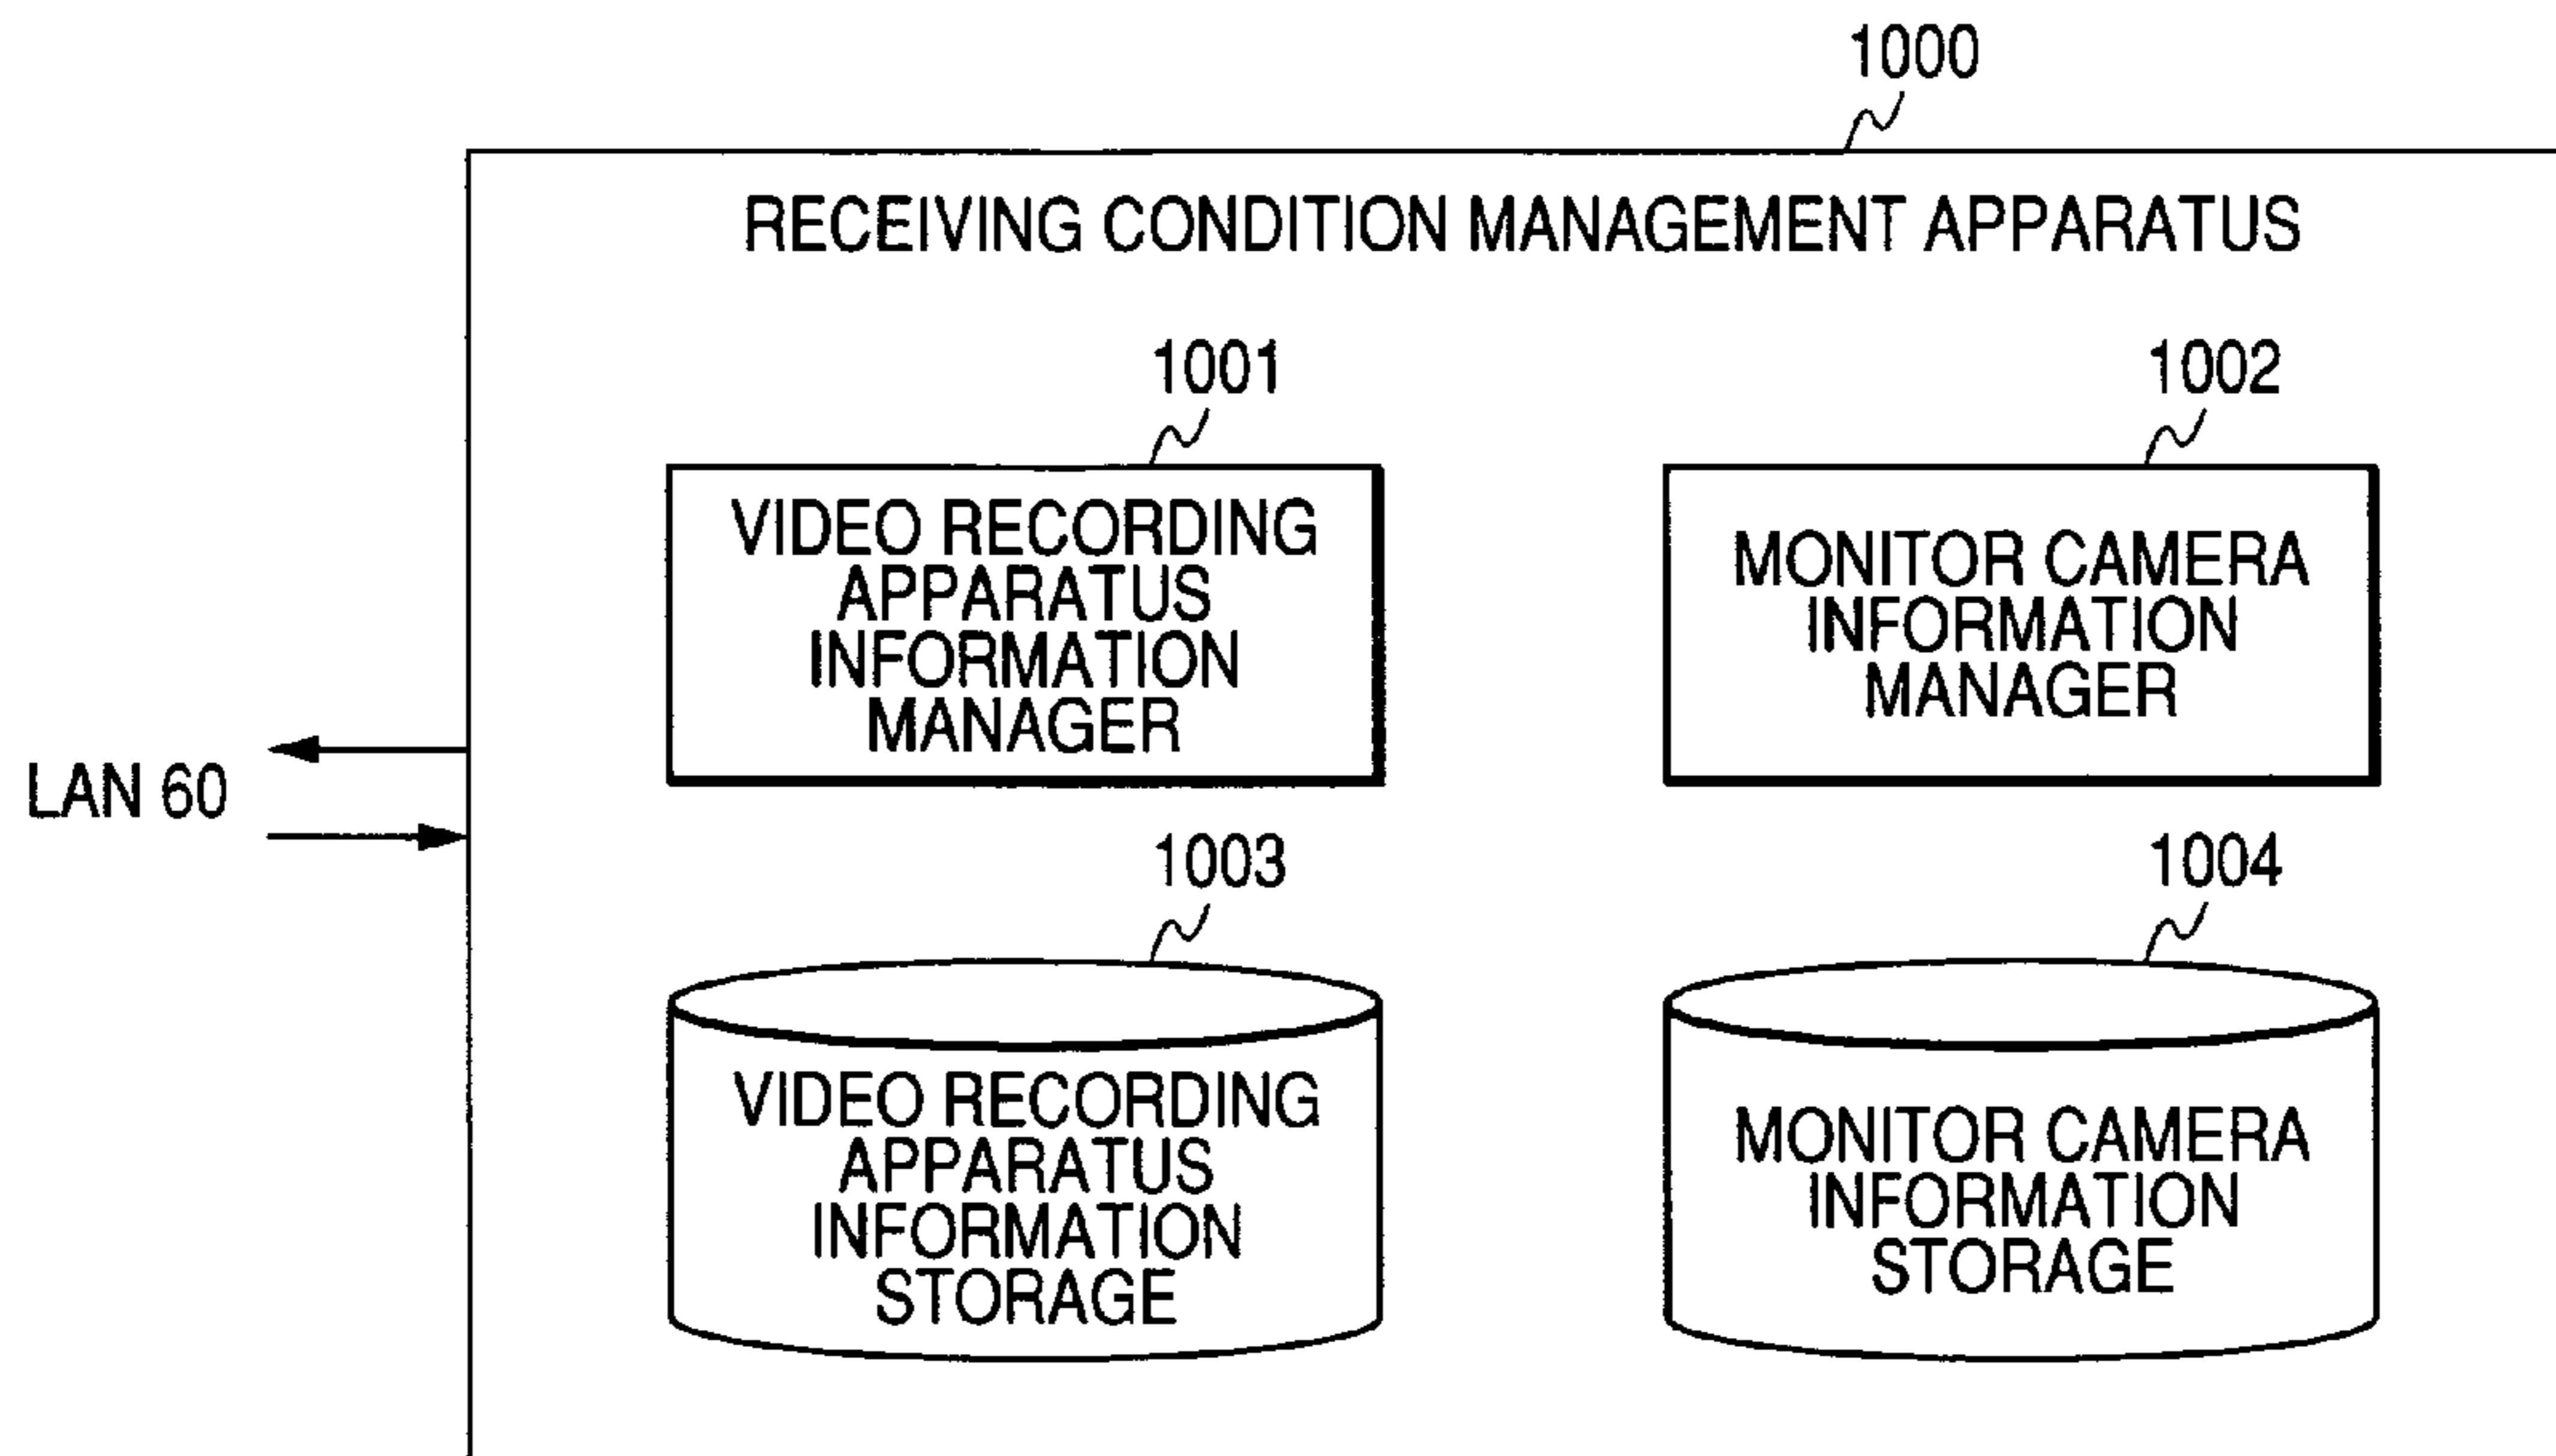 1000
RECEIVING CONDITION MANAGEMENT APPARATUS
1001
VIDEO RECORDING
APPARATUS
INFORMATION
MANAGER
1002
MONITOR CAMERA
INFORMATION
MANAGER
LAN 60
1003
VIDEO RECORDING
APPARATUS
INFORMATION
STORAGE
1004
MONITOR CAMERA
INFORMATION
STORAGE